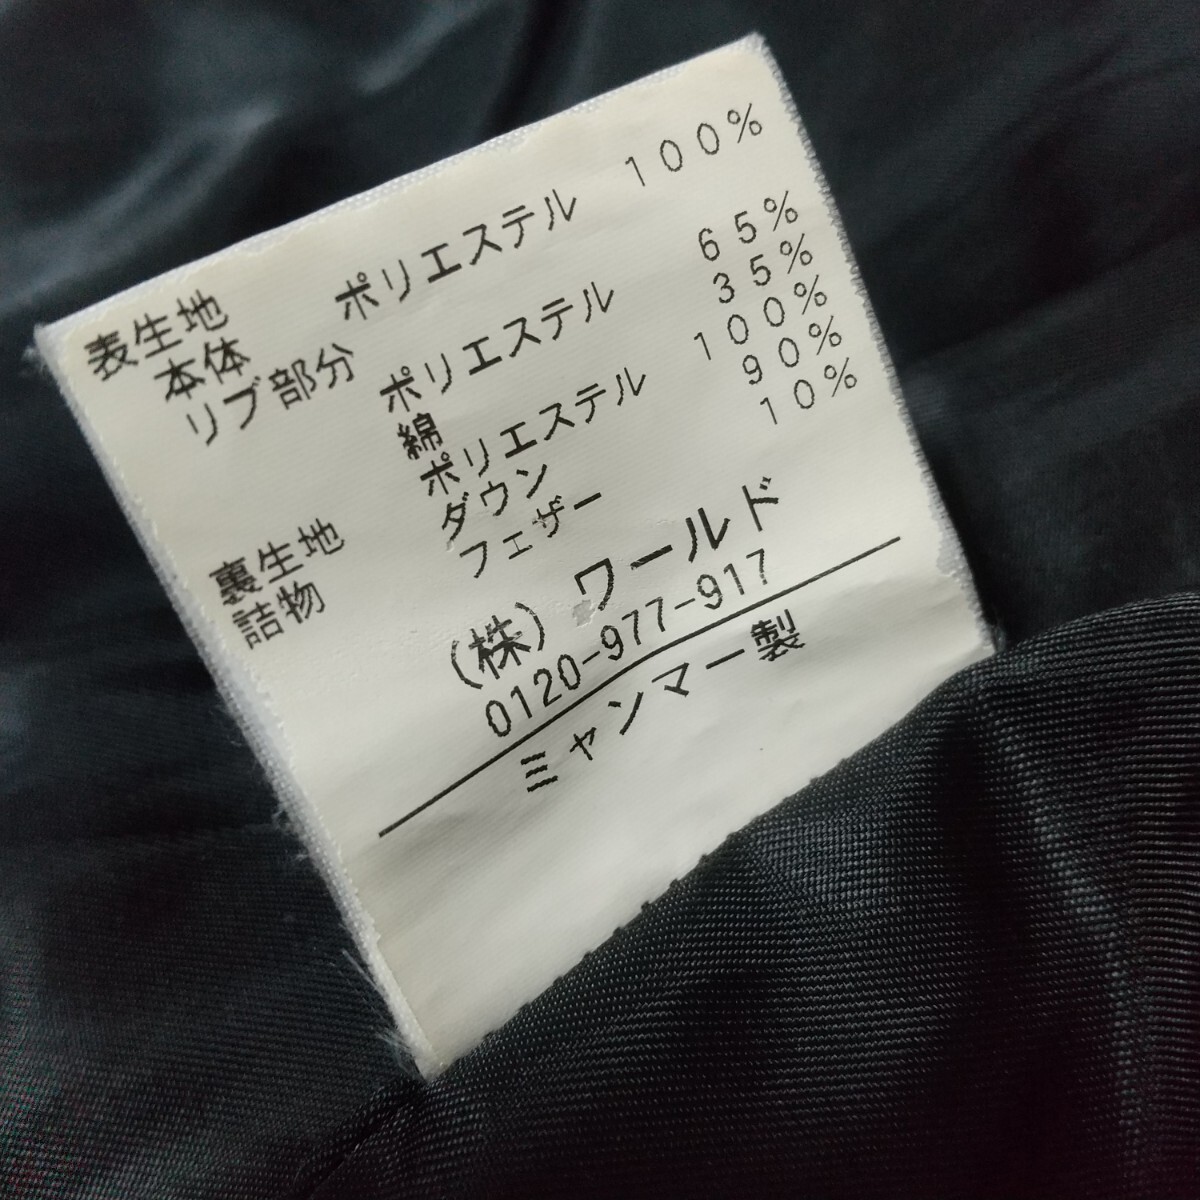 表生地
本体 ポリエステル 100%
リブ部分 ポリエステル 65%
綿 35%
裏生地 ポリエステル 100%
詰物 ダウン 90%
フェザー 10%
(株)ワールド
0120-977-917
ミャンマー製